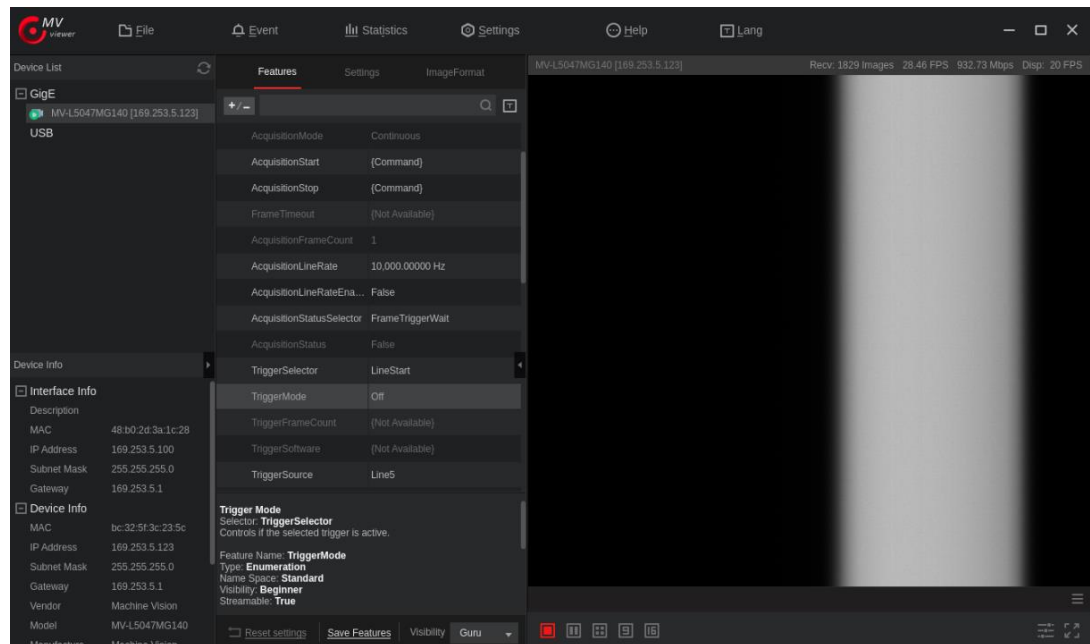 MV viewer File Event Statistics Settings Help Lang
Device List
GigE
MV-L5047MG140 [169.253.5.123]
USB
Features Settings ImageFormat
+/-
AcquisitionMode Continuous
AcquisitionStart {Command}
AcquisitionStop {Command}
FrameTimeout {Not Available}
AcquisitionFrameCount 1
AcquisitionLineRate 10,000.00000 Hz
AcquisitionLineRateEna... False
AcquisitionStatusSelector FrameTriggerWait
AcquisitionStatus False
TriggerSelector LineStart
TriggerMode Off
TriggerFrameCount {Not Available}
TriggerSoftware {Not Available}
TriggerSource Line5
Trigger Mode
Selector: TriggerSelector
Controls if the selected trigger is active.
Feature Name: TriggerMode
Type: Enumeration
Name Space: Standard
Visibility: Beginner
Streamable: True
Reset settings Save Features Visibility Guru
Device Info
Interface Info
Description
MAC 48:b0:2d:3a:1c:28
IP Address 169.253.5.100
Subnet Mask 255.255.255.0
Gateway 169.253.5.1
Device Info
MAC bc:32:5f:3c:23:5c
IP Address 169.253.5.123
Subnet Mask 255.255.255.0
Gateway 169.253.5.1
Vendor Machine Vision
Model MV-L5047MG140
MV-L5047MG140 [169.253.5.123] Recv: 1829 Images 28.46 FPS 932.73 Mbps Disp: 20 FPS
9 16